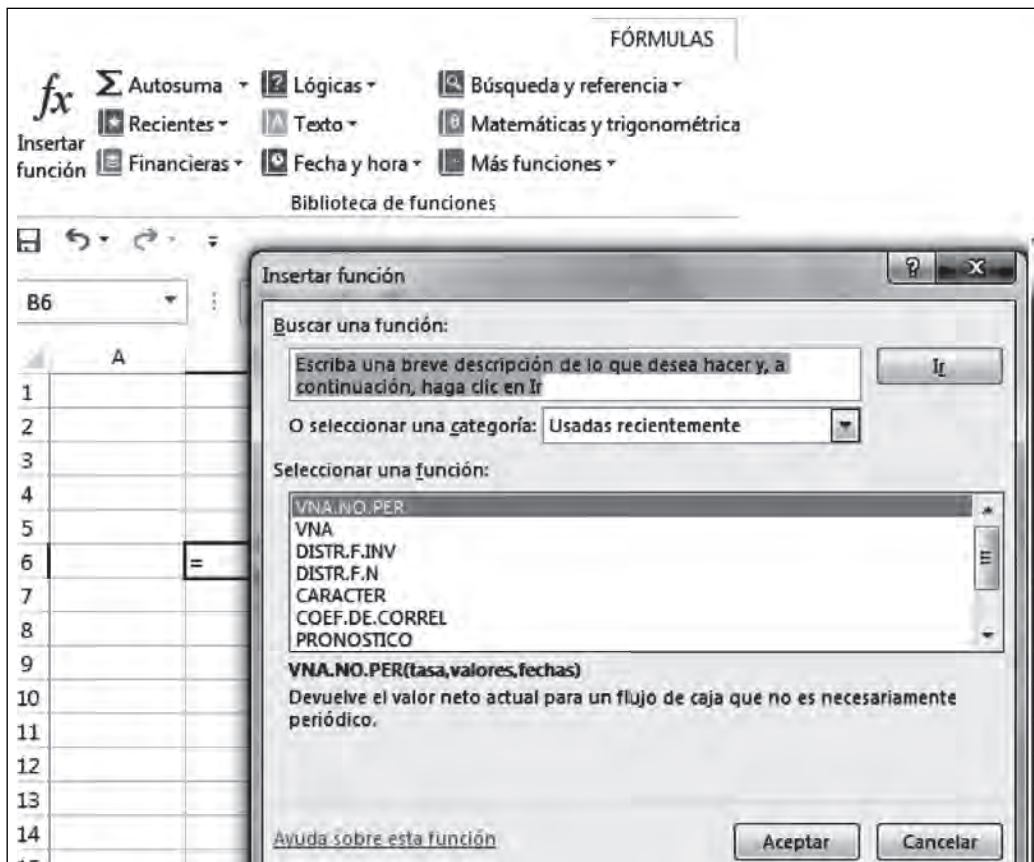 FÓRMULAS
fx Insertar función
Σ Autosuma
Recientes
Financieras
Lógicas
Texto
Fecha y hora
Búsqueda y referencia
Matemáticas y trigonométrica
Más funciones
Biblioteca de funciones
B6
A
1
2
3
4
5
6 =
7
8
9
10
11
12
13
14
Insertar función
?
X
Buscar una función:
Escriba una breve descripción de lo que desea hacer y, a
continuación, haga clic en Ir
Ir
O seleccionar una categoría: Usadas recientemente
Seleccionar una función:
VNA.NO.PER
VNA
DISTR.F.INV
DISTR.F.N
CARACTER
COEF.DE.CORREL
PRONOSTICO
VNA.NO.PER(tasa,valores,fechas)
Devuelve el valor neto actual para un flujo de caja que no es necesariamente
periódico.
Ayuda sobre esta función
Aceptar
Cancelar